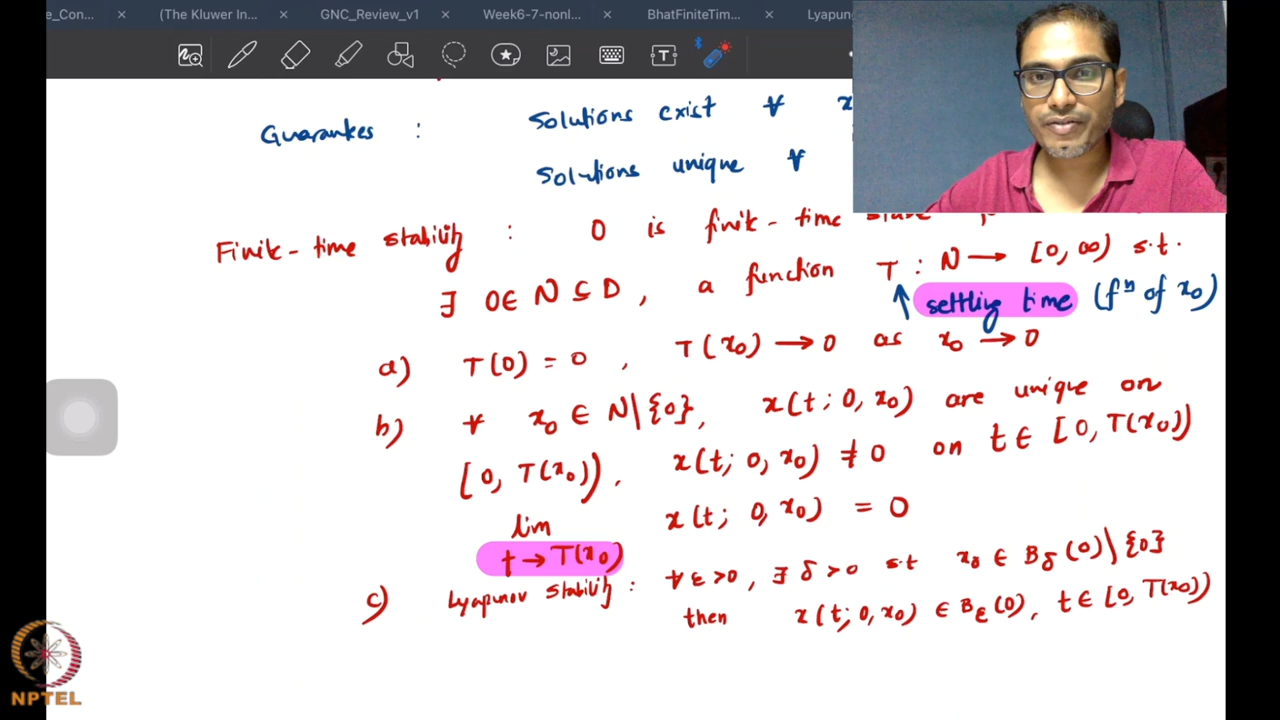 e_Con... × (The Kluwer In... × GNC_Review_v1 × Week6-7-nonl... × BhatFiniteTim... × Lyapun
Guarantees : Solutions exist ∀ x
Solutions unique ∀
Finite-time stability : 0 is finite-time
∃ 0 ∈ N ⊆ D, a function T : N → [0, ∞) s.t.
settling time (fⁿ of x₀)
a) T(0) = 0, T(x₀) → 0 as x₀ → 0
b) ∀ x₀ ∈ N\{0}, x(t; 0, x₀) are unique on
[0, T(x₀)), x(t; 0, x₀) ≠ 0 on t ∈ [0, T(x₀))
lim x(t; 0, x₀) = 0
t → T(x₀)
c) Lyapunov stability : ∀ ε > 0, ∃ δ > 0 s.t x₀ ∈ B_δ(0)\{0}
then x(t; 0, x₀) ∈ B_ε(0), t ∈ [0, T(x₀))
NPTEL